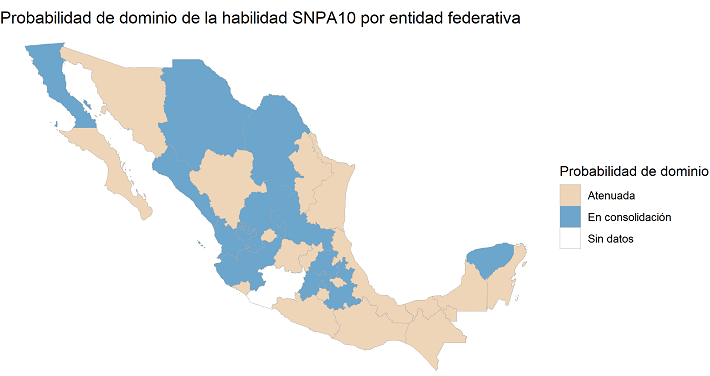 Probabilidad de dominio de la habilidad SNPA10 por entidad federativa
Probabilidad de dominio
Atenuada
En consolidación
Sin datos